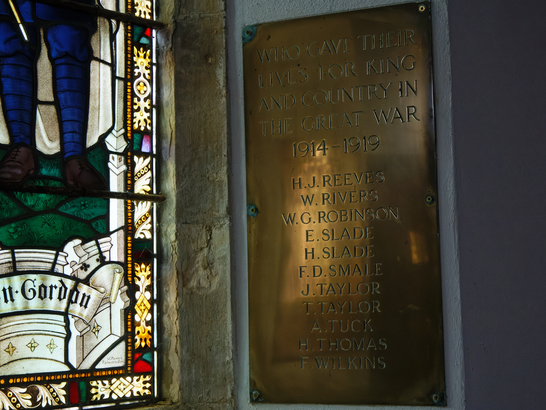 WHO GAVE THEIR
LIVES FOR KING
AND COUNTRY IN
THE GREAT WAR
1914-1919
H.J. REEVES
W. RIVERS
W.G. ROBINSON
E. SLADE
H. SLADE
F.D. SMALE
J. TAYLOR
T. TAYLOR
A. TUCK
H. THOMAS
F WILKINS
n·Gordon